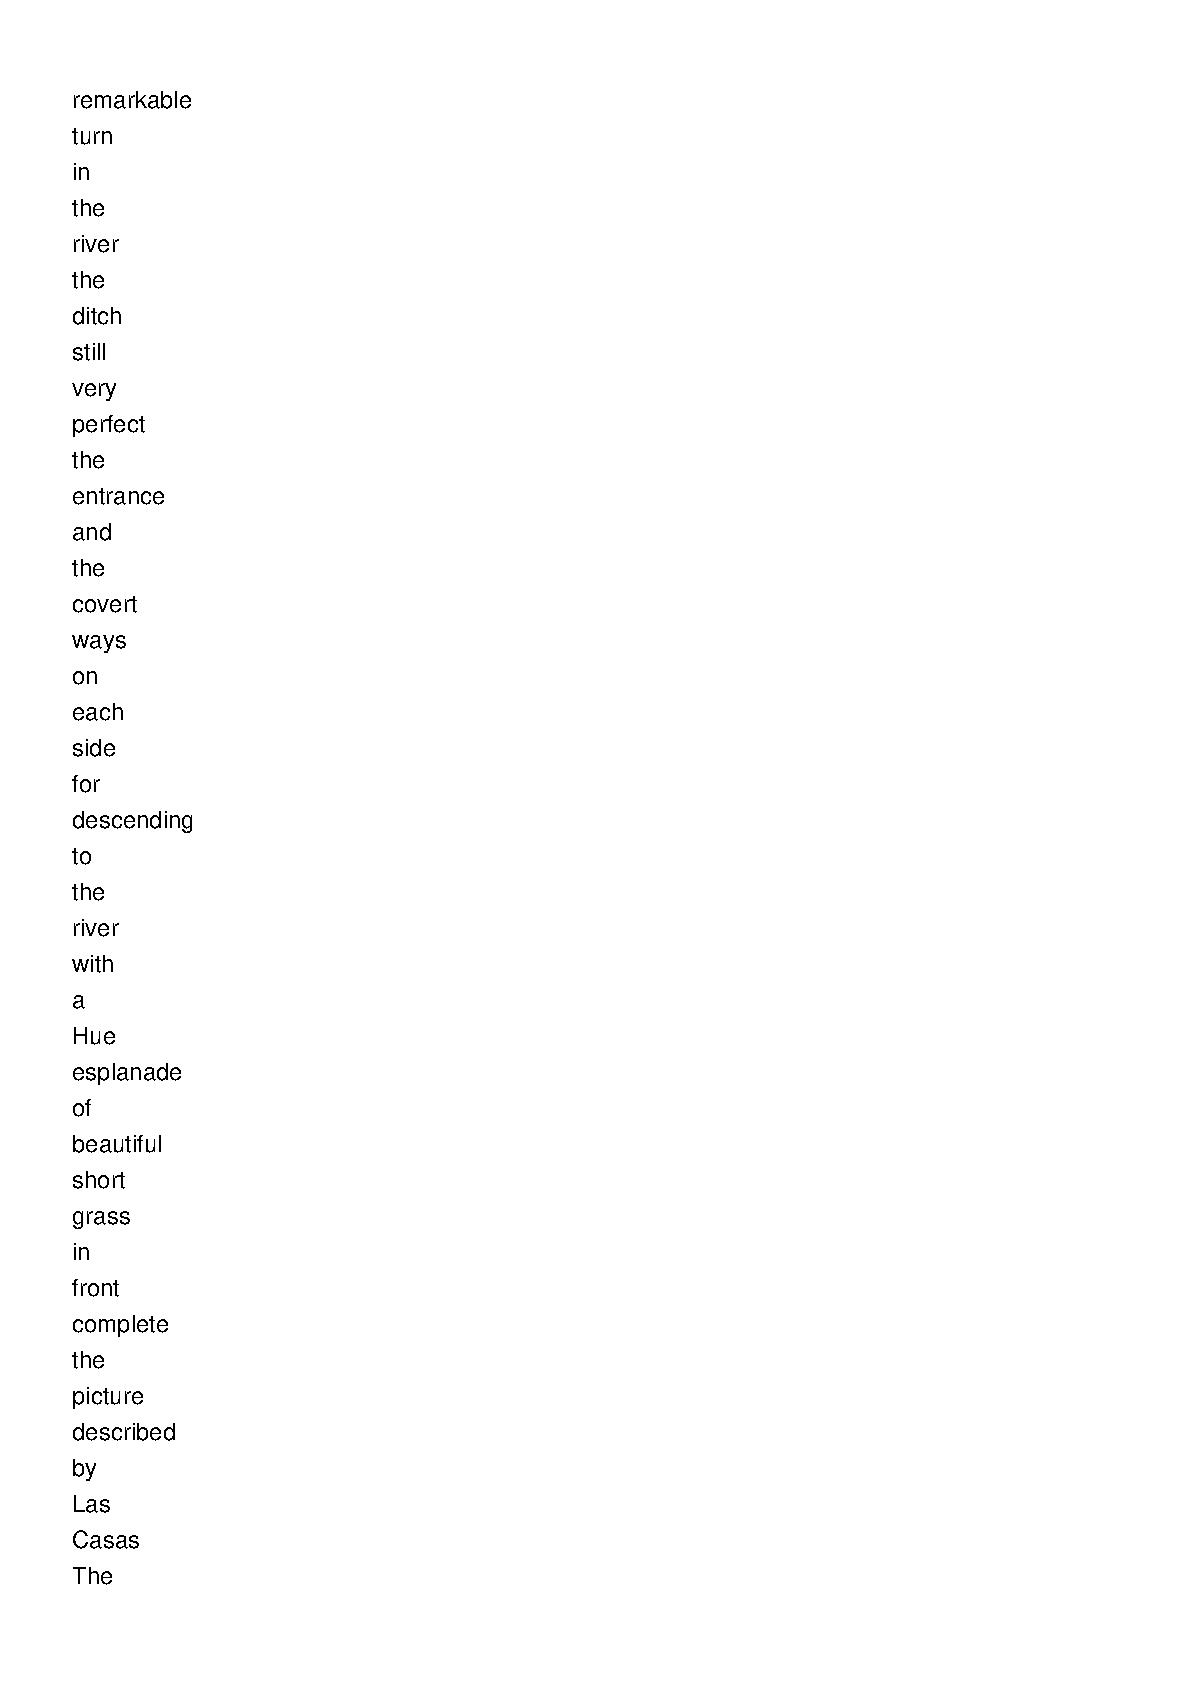 remarkable
turn
in
the
river
the
ditch
still
very
perfect
the
entrance
and
the
covert
ways
on
each
side
for
descending
to
the
river
with
a
Hue
esplanade
of
beautiful
short
grass
in
front
complete
the
picture
described
by
Las
Casas
The